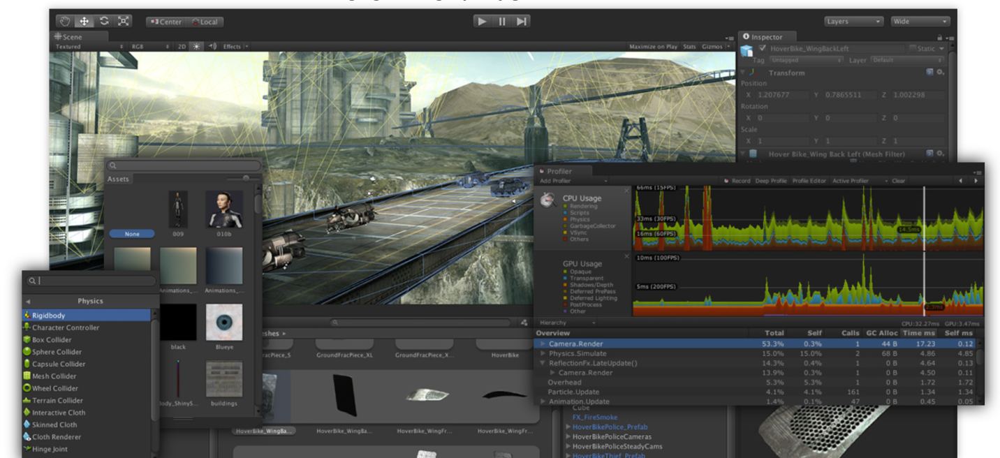 Center Local
Layers Wide
Scene
Textured RGB 2D Effects Maximize on Play Stats Gizmos
Inspector
HoverBike_WingBackLeft Static
Tag Untagged Layer Default
Transform
Position
X 1.207677 Y 0.7865511 Z 1.002298
Rotation
X 0 Y 0 Z 0
Scale
X 1 Y 1 Z 1
Hover Bike_Wing Back Left (Mesh Filter)
Assets
None 009 010b
Animations_... Animations_...
black Blueye
Body_ShinyS... buildings
Physics
Rigidbody
Character Controller
Box Collider
Sphere Collider
Capsule Collider
Mesh Collider
Wheel Collider
Terrain Collider
Interactive Cloth
Skinned Cloth
Cloth Renderer
Hinge Joint
Profiler
Add Profiler Record Deep Profile Profile Editor Active Profiler Clear
CPU Usage
Rendering
Scripts
Physics
GarbageCollector
VSync
Others
66ms (15FPS)
33ms (30FPS)
16ms (60FPS)
14.5ms
GPU Usage
Opaque
Transparent
Shadows/Depth
Deferred PrePass
Deferred Lighting
PostProcess
Other
10ms (100FPS)
5ms (200FPS)
2.3ms
Hierarchy CPU:32.27ms GPU:3.47ms
Overview Total Self Calls GC Alloc Time ms Self ms
Camera.Render 53.3% 0.3% 1 44 B 17.23 0.12
Physics.Simulate 15.0% 15.0% 2 68 B 4.86 4.85
ReflectionFx.LateUpdate() 14.3% 0.4% 1 0 B 4.64 0.13
Camera.Render 13.9% 0.3% 1 0 B 4.50 0.11
Overhead 5.3% 5.3% 1 0 B 1.72 1.72
Particle.Update 4.1% 4.1% 161 0 B 1.34 1.34
Animation.Update 1.4% 0.1% 47 0 B 0.45 0.05
shes
racPiece_S GroundFracPiece_XL GroundFracPiece_X... HoverBike
HoverBike_WingBa... HoverBike_WingBa... HoverBike_WingFr... HoverBike_WingFr...
Cube
FX_FireSmoke
HoverBikePolice_Prefab
HoverBikePoliceCameras
HoverBikePoliceSteadyCams
HoverBikeThief_Prefab